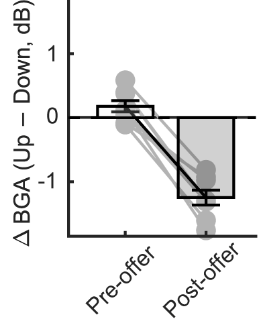 Δ BGA (Up – Down, dB)
1
0
-1
Pre-offer
Post-offer